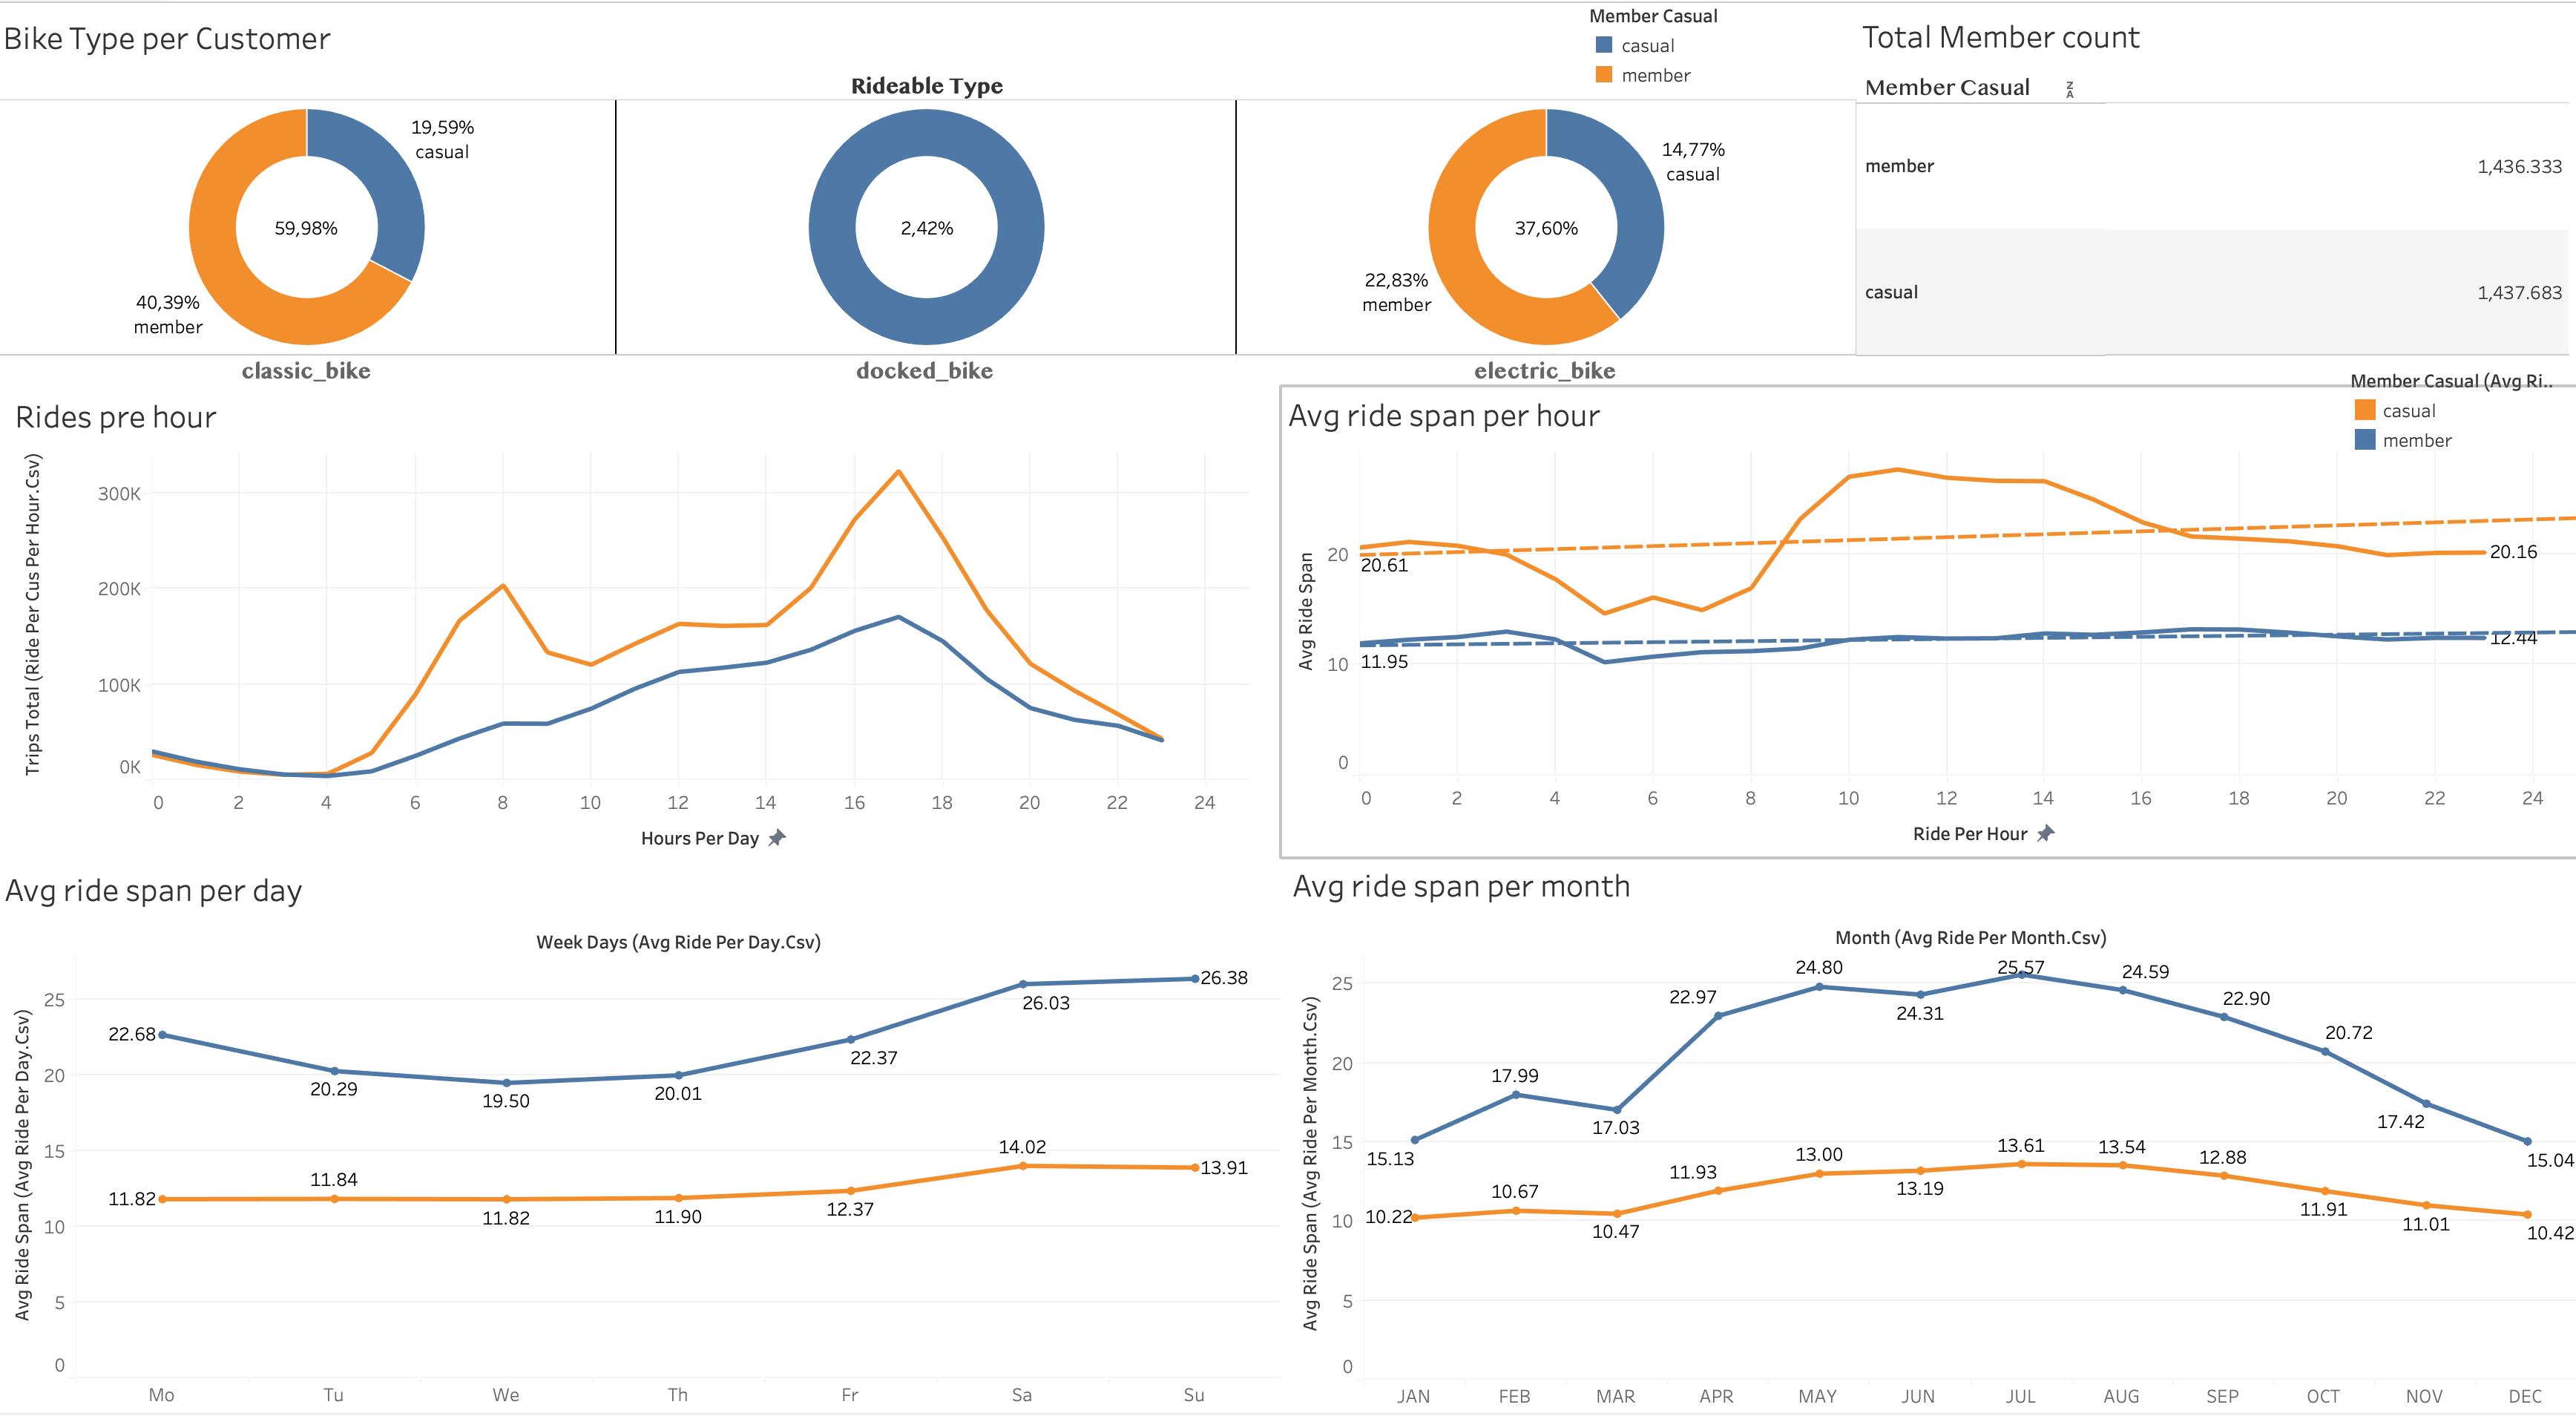 Bike Type per Customer
Member Casual
casual
member
Total Member count
Rideable Type
Member Casual
Z
A
19,59%
casual
59,98%
40,39%
member
classic_bike
2,42%
docked_bike
14,77%
casual
37,60%
22,83%
member
electric_bike
member 1,436.333
casual 1,437.683
Rides pre hour
Trips Total (Ride Per Cus Per Hour.Csv)
300K
200K
100K
0K
0 2 4 6 8 10 12 14 16 18 20 22 24
Hours Per Day
Avg ride span per hour
Member Casual (Avg Ri..
casual
member
Avg Ride Span
20
10
0
20.61
20.16
11.95
12.44
0 2 4 6 8 10 12 14 16 18 20 22 24
Ride Per Hour
Avg ride span per day
Week Days (Avg Ride Per Day.Csv)
Avg Ride Span (Avg Ride Per Day.Csv)
25
20
15
10
5
0
22.68 20.29 19.50 20.01 22.37 26.03 26.38
11.82 11.84 11.82 11.90 12.37 14.02 13.91
Mo Tu We Th Fr Sa Su
Avg ride span per month
Month (Avg Ride Per Month.Csv)
Avg Ride Span (Avg Ride Per Month.Csv)
25
20
15
10
5
0
15.13 17.99 17.03 22.97 24.80 24.31 25.57 24.59 22.90 20.72 17.42 15.04
10.22 10.67 10.47 11.93 13.00 13.19 13.61 13.54 12.88 11.91 11.01 10.42
JAN FEB MAR APR MAY JUN JUL AUG SEP OCT NOV DEC